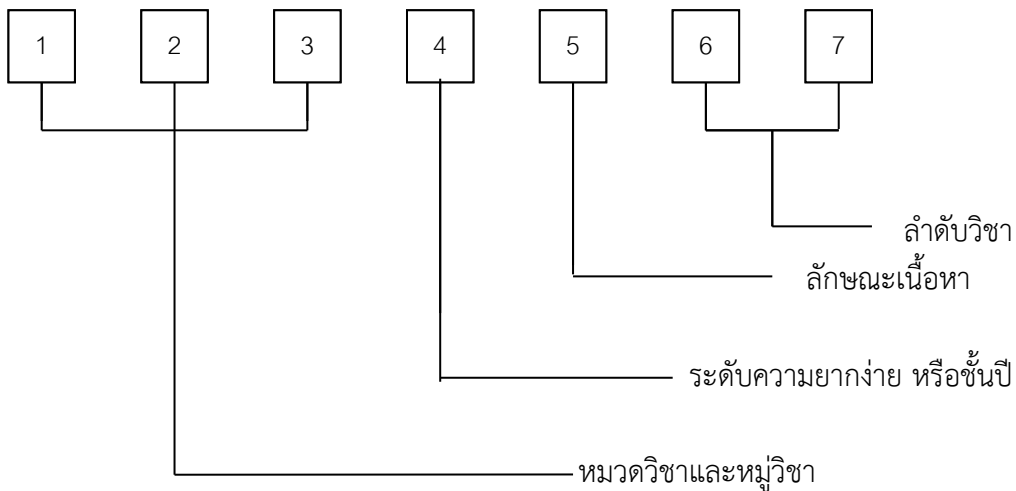 1 2 3 4 5 6 7
ลำดับวิชา
ลักษณะเนื้อหา
ระดับความยากง่าย หรือชั้นปี
หมวดวิชาและหมู่วิชา